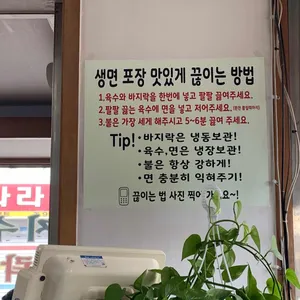 생면 포장 맛있게 끓이는 방법
1.육수와 바지락을 한번에 넣고 팔팔 끓여주세요.
2.팔팔 끓는 육수에 면을 넣고 저어주세요.
3.불은 가장 세게 해주시고 5~6분 끓여 주세요.
Tip! • 바지락은 냉동보관!
• 육수,면은 냉장보관!
• 불은 항상 강하게!
• 면 충분히 익혀주기!
끓이는 법 사진 찍어 가 요~!
라